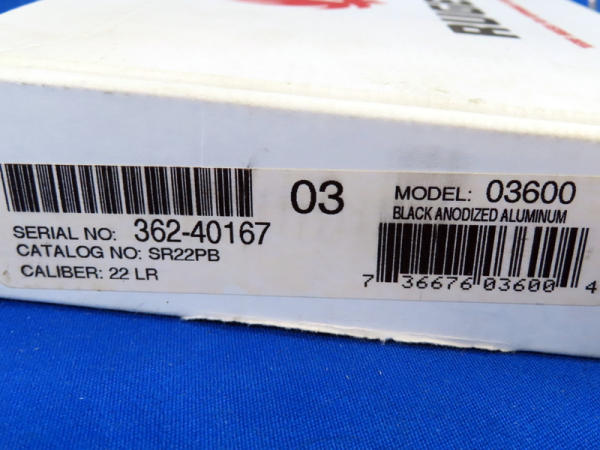 RUGER
03
MODEL: 03600
BLACK ANODIZED ALUMINUM
SERIAL NO: 362-40167
CATALOG NO: SR22PB
CALIBER: 22 LR
7 36676 03600 4